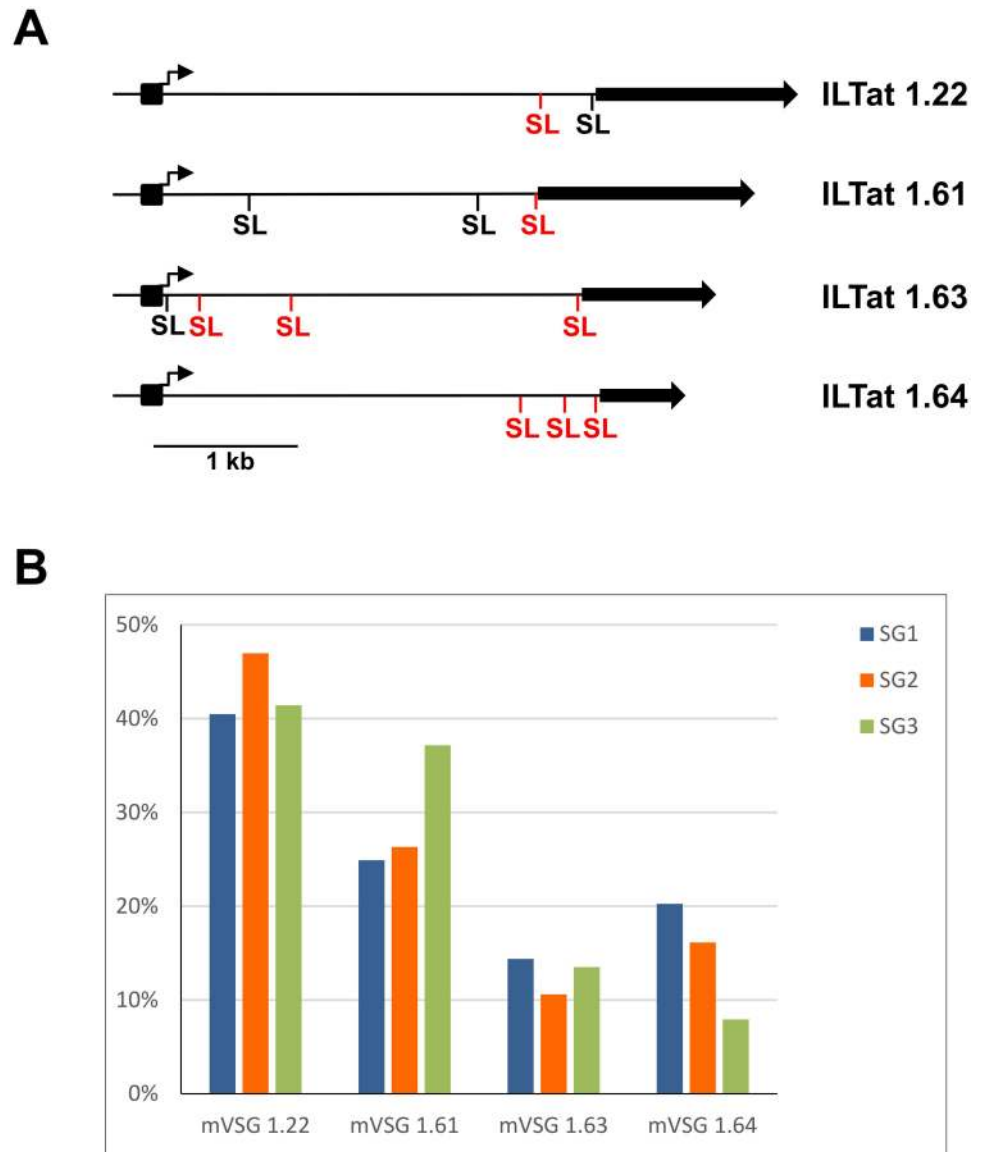 A
ILTat 1.22
SL SL
ILTat 1.61
SL SL SL
ILTat 1.63
SL SL SL SL
ILTat 1.64
SL SL SL
1 kb
B
50%
40%
30%
20%
10%
0%
SG1
SG2
SG3
mVSG 1.22 mVSG 1.61 mVSG 1.63 mVSG 1.64